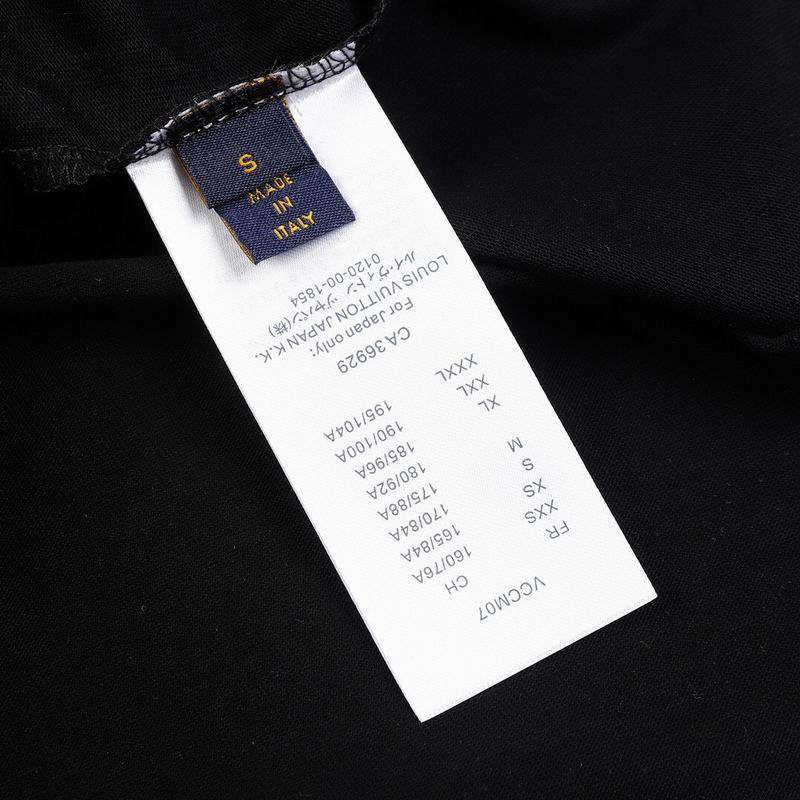 S
MADE
IN
ITALY
VCCM07
FR CH
XXS 160/76A
XS 165/84A
S 170/84A
M 175/88A
180/92A
XL 185/96A
XXL 190/100A
XXXL 195/104A
CA 36929
For Japan only:
LOUIS VUITTON JAPAN K.K.
ルイ・ヴィトン ジャパン(株)
0120-00-1854